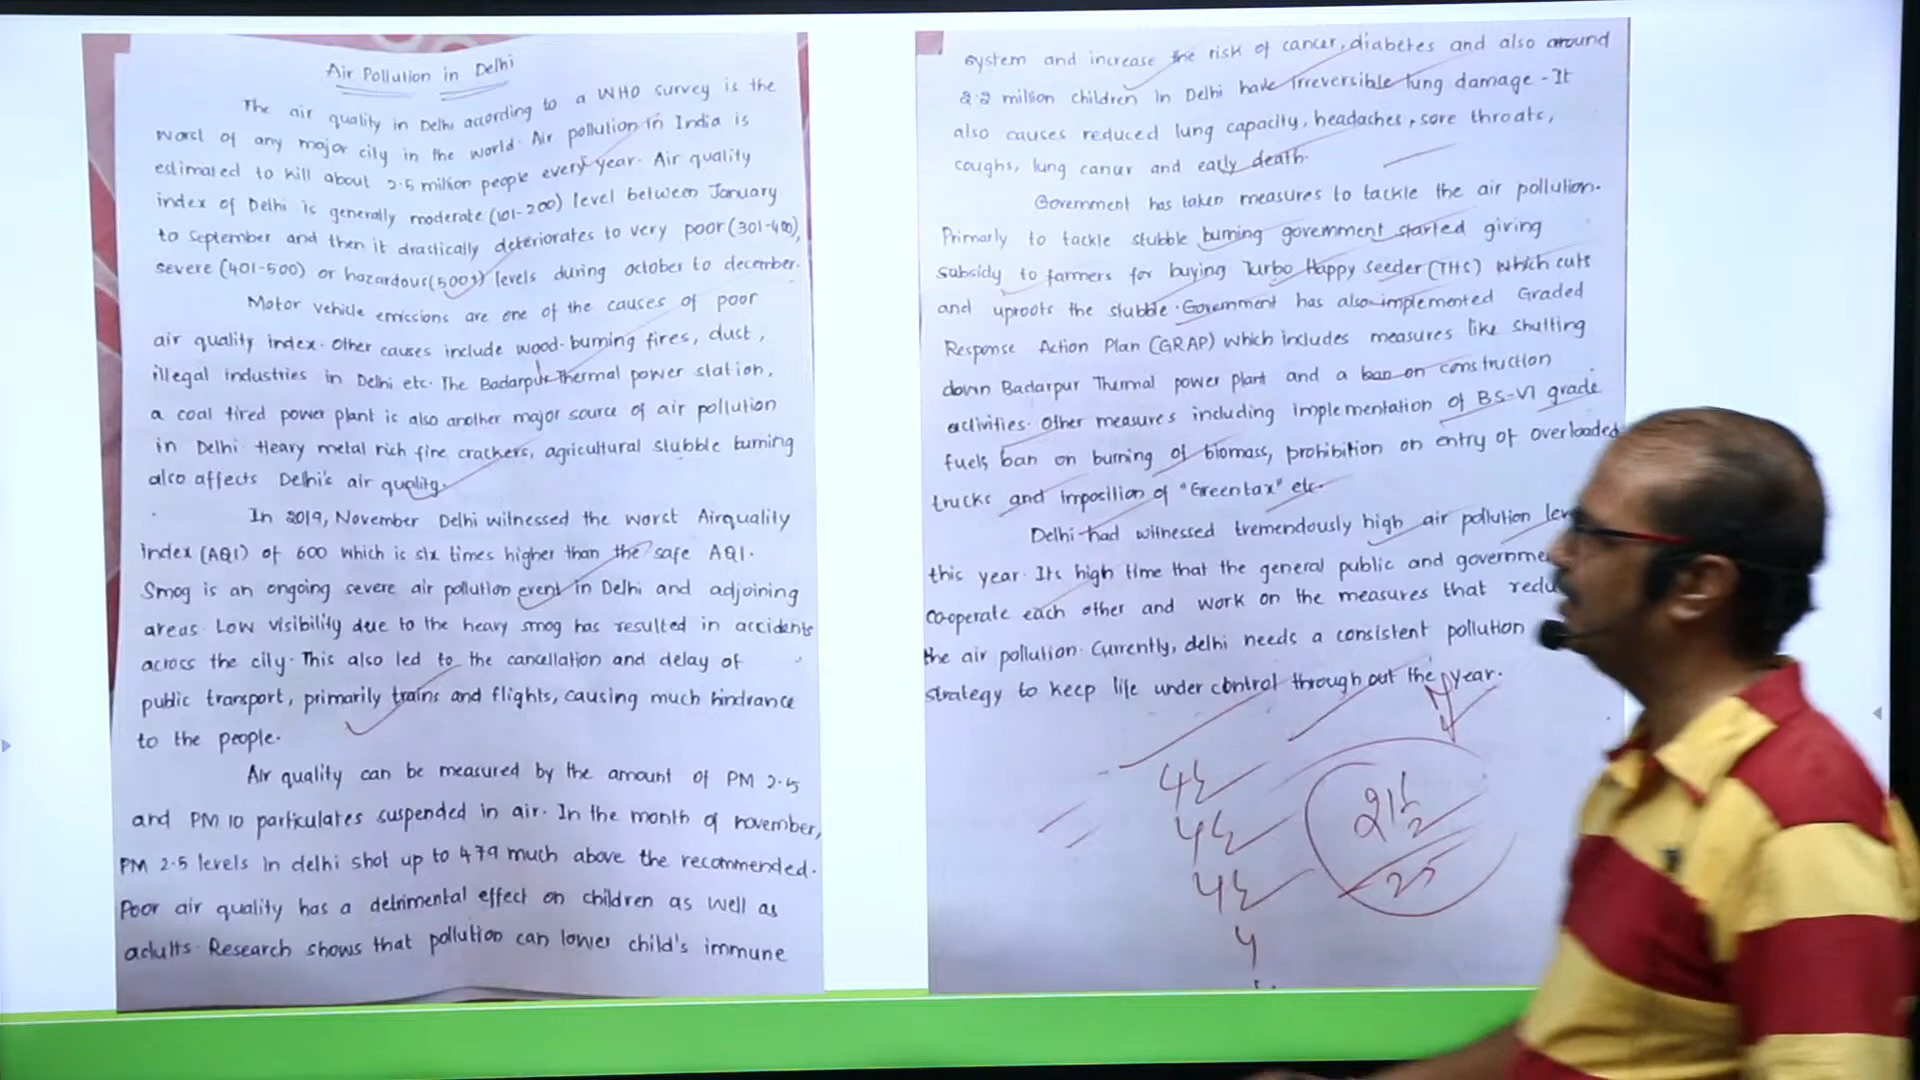 Air Pollution in Delhi
The air quality in Delhi according to a WHO survey is the
worst of any major city in the world. Air pollution in India is
estimated to kill about 2.5 million people every year. Air quality
index of Delhi is generally moderate (101-200) level between January
to September and then it drastically deteriorates to very poor (301-400),
severe (401-500) or hazardous (500+) levels during october to december.
Motor vehicle emissions are one of the causes of poor
air quality index. Other causes include wood-burning fires, dust,
illegal industries in Delhi etc. The Badarpur Thermal power station,
a coal fired power plant is also another major source of air pollution
in Delhi. Heavy metal rich fire crackers, agricultural stubble burning
also affects Delhi's air quality.
In 2019, November Delhi witnessed the worst Airquality
index (AQI) of 600 which is six times higher than the safe AQI.
Smog is an ongoing severe air pollution event in Delhi and adjoining
areas. Low visibility due to the heavy smog has resulted in accidents
across the city. This also led to the cancellation and delay of
public transport, primarily trains and flights, causing much hindrance
to the people.
Air quality can be measured by the amount of PM 2.5
and PM 10 particulates suspended in air. In the month of november,
PM 2.5 levels in delhi shot up to 479 much above the recommended.
Poor air quality has a detrimental effect on children as well as
adults. Research shows that pollution can lower child's immune
system and increase the risk of cancer, diabetes and also around
2.2 million children in Delhi have irreversible lung damage. It
also causes reduced lung capacity, headaches, sore throats,
coughs, lung cancer and early death.
Government has taken measures to tackle the air pollution.
Primarly to tackle stubble burning government started giving
subsidy to farmers for buying Turbo Happy Seeder (THS) which cuts
and uproots the stubble. Government has also implemented Graded
Response Action Plan (GRAP) which includes measures like shutting
down Badarpur Thermal power plant and a ban on construction
activities. Other measures including implementation of BS-VI grade
fuels, ban on burning of biomass, prohibition on entry of overloaded
trucks and imposition of "Greentax" etc.
Delhi had witnessed tremendously high air pollution
this year. Its high time that the general public and
co-operate each other and work on the measures that
the air pollution. Currently, delhi needs a consistent pollution
strategy to keep life under control through out the year.
4½
4½
4½
4
21½
25